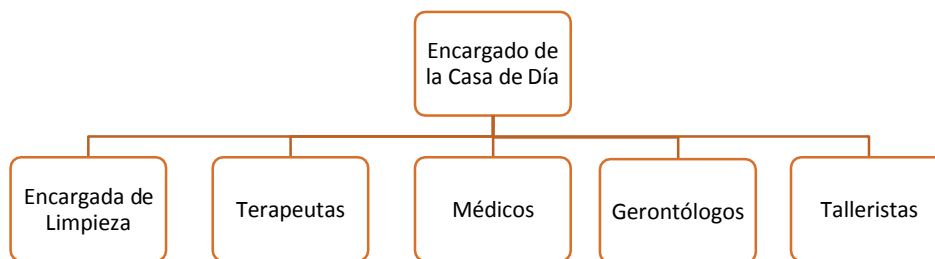 Encargado de
la Casa de Día
Encargada de
Limpieza
Terapeutas
Médicos
Gerontólogos
Talleristas